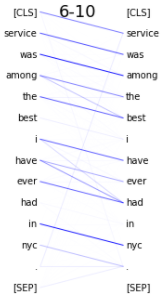 6-10
[CLS] [CLS]
service service
was was
among among
the the
best best
i i
have have
ever ever
had had
in in
nyc nyc
. .
[SEP] [SEP]